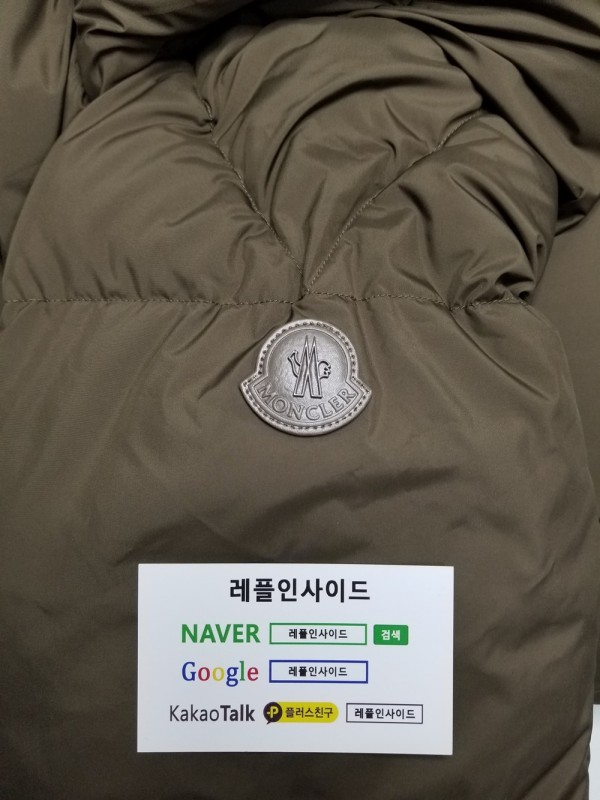 MONCLER
레플인사이드
NAVER 레플인사이드 검색
Google 레플인사이드
KakaoTalk P 플러스친구 레플인사이드